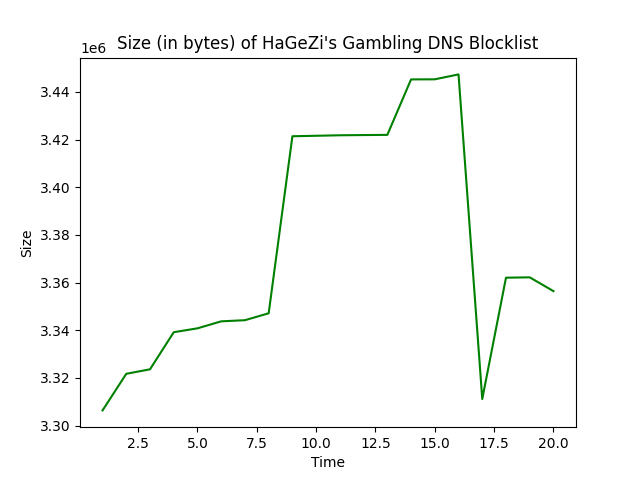 Size (in bytes) of HaGeZi's Gambling DNS Blocklist
1e6
3.44
3.42
3.40
3.38
3.36
3.34
3.32
3.30
Size
2.5 5.0 7.5 10.0 12.5 15.0 17.5 20.0
Time